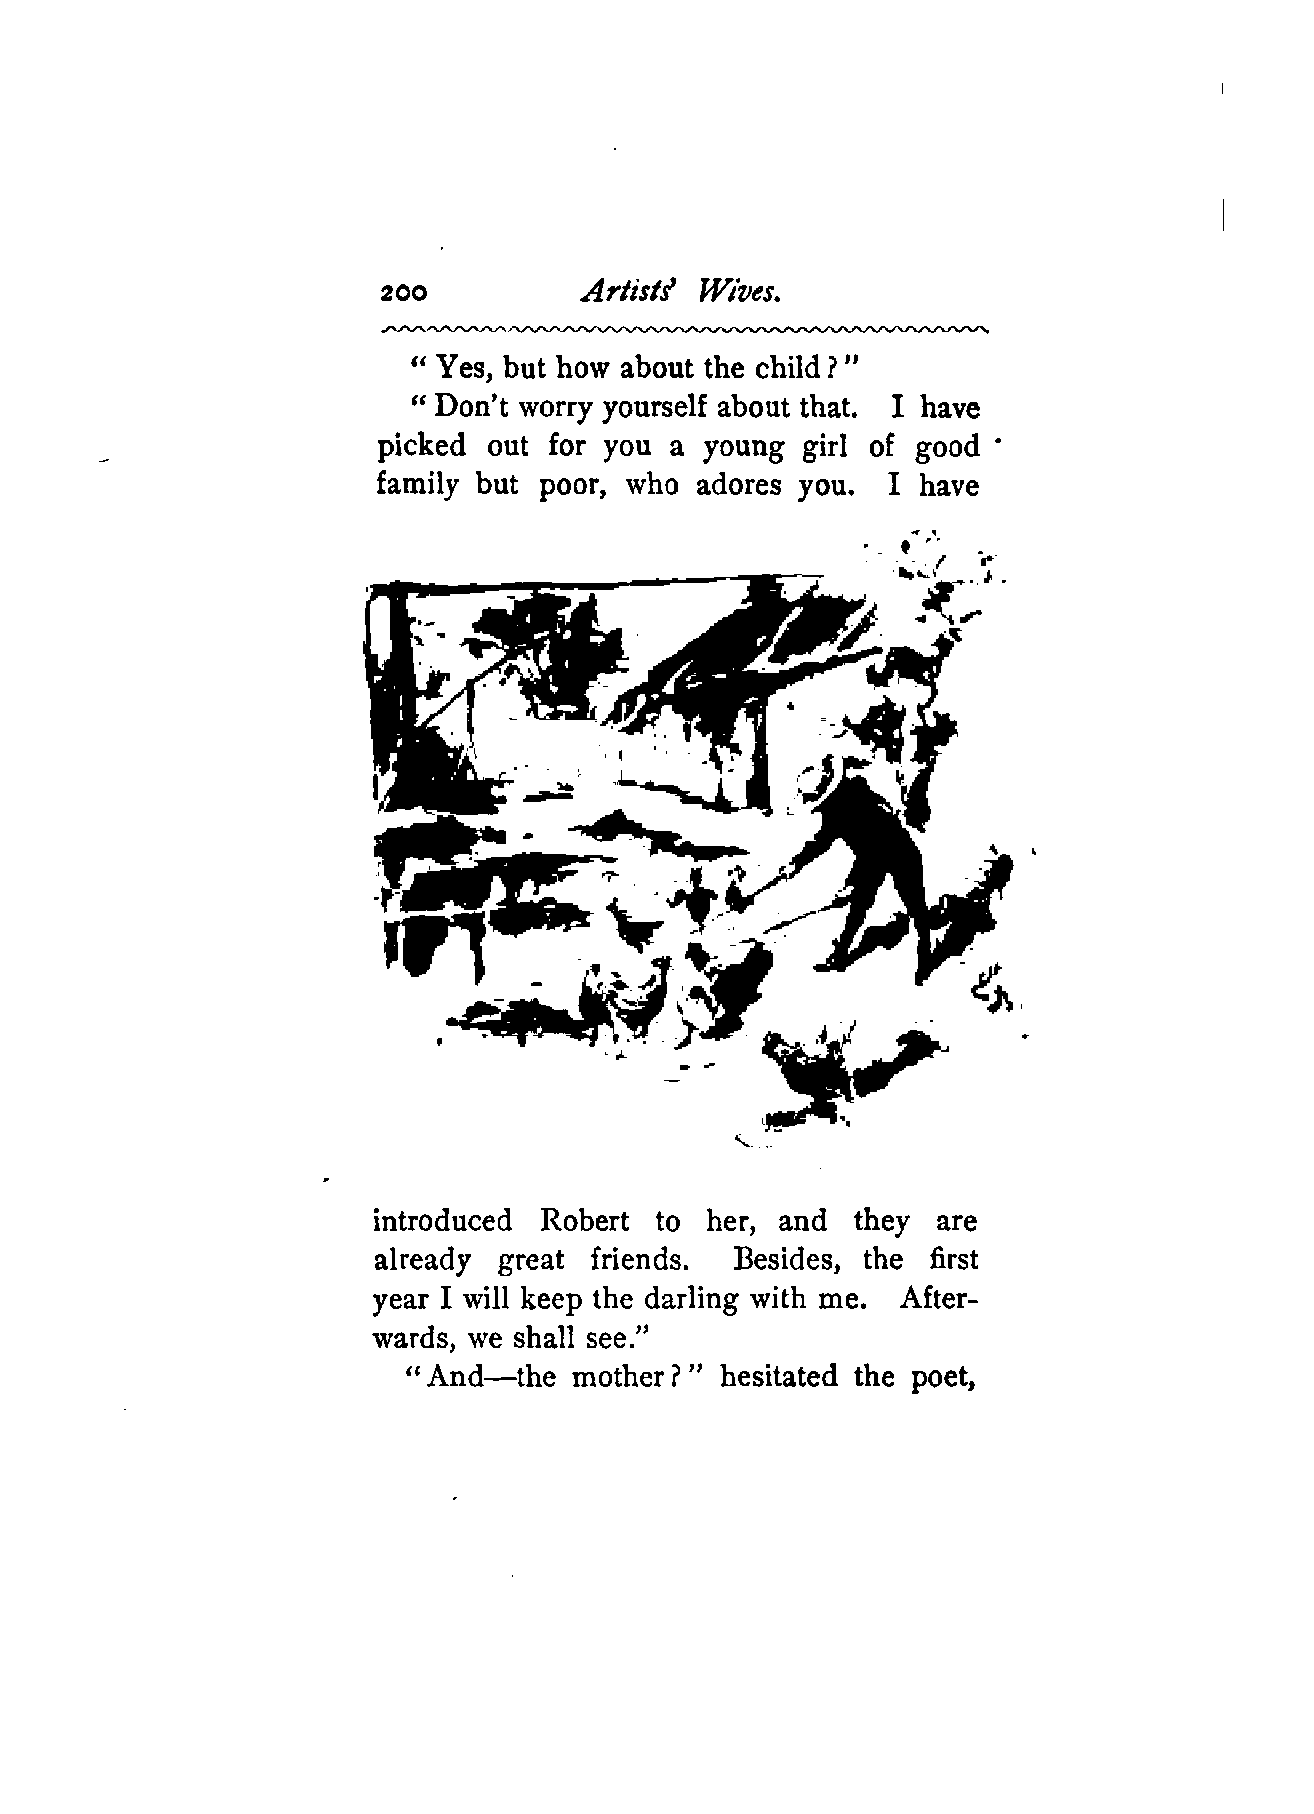 200 Artists' Wives.
" Yes, but how about the child ? "
" Don't worry yourself about that. I have
picked out for you a young girl of good
family but poor, who adores you. I have
introduced Robert to her, and they are
already great friends. Besides, the first
year I will keep the darling with me. After-
wards, we shall see."
" And—the mother ? " hesitated the poet,